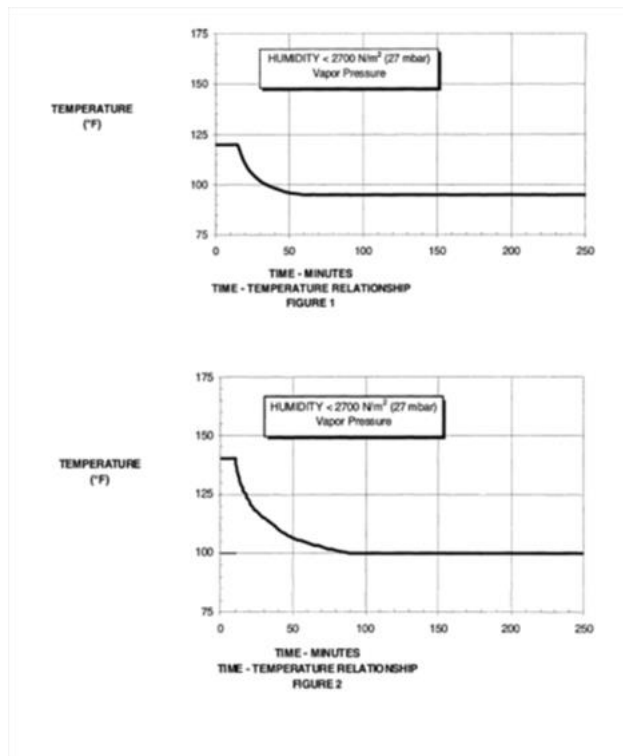 175
HUMIDITY < 2700 N/m² (27 mbar)
Vapor Pressure
150
TEMPERATURE
(°F)
125
100
75
0 50 100 150 200 250
TIME - MINUTES
TIME - TEMPERATURE RELATIONSHIP
FIGURE 1
175
HUMIDITY < 2700 N/m² (27 mbar)
Vapor Pressure
150
TEMPERATURE
(°F)
125
100
75
0 50 100 150 200 250
TIME - MINUTES
TIME - TEMPERATURE RELATIONSHIP
FIGURE 2